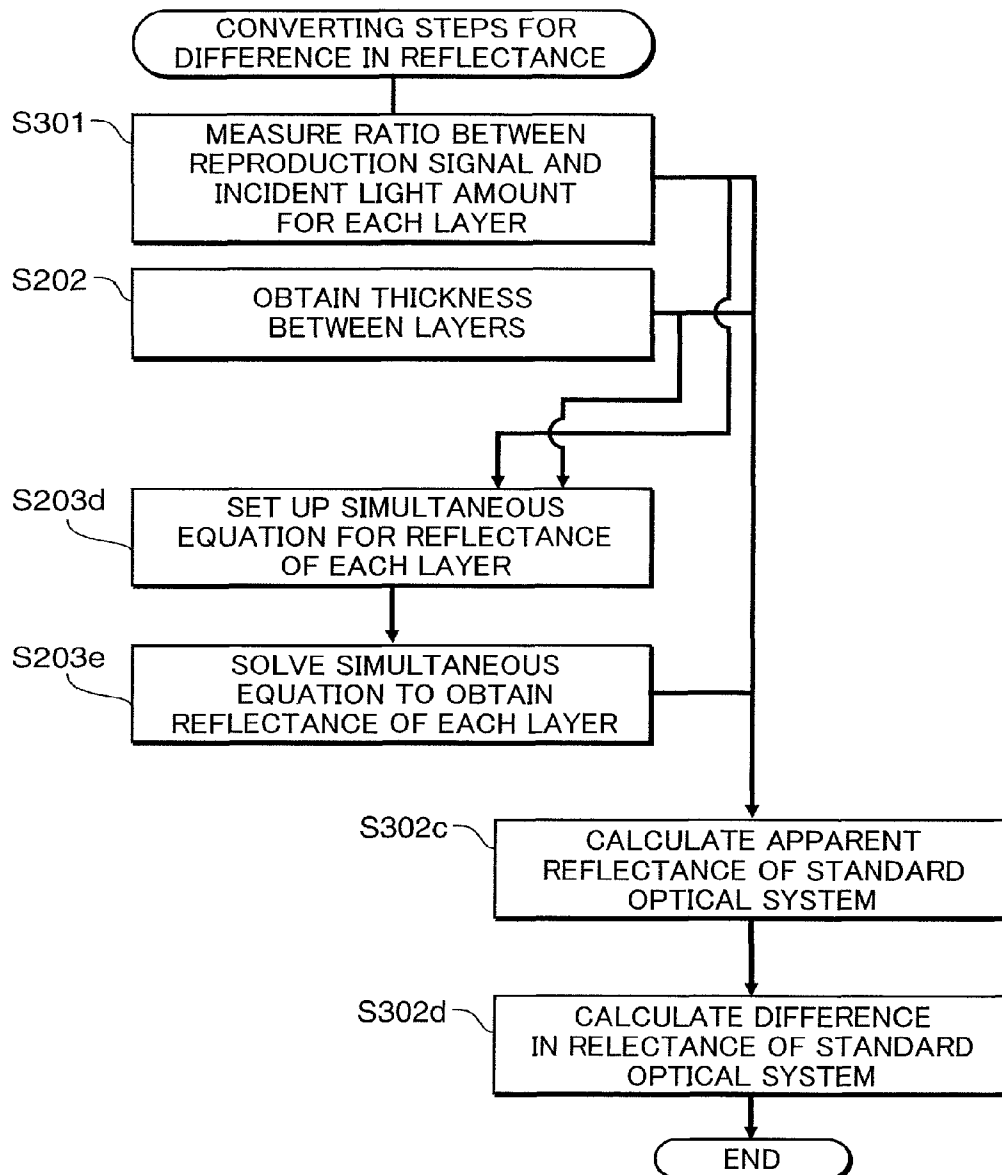 CONVERTING STEPS FOR
DIFFERENCE IN REFLECTANCE
S301
MEASURE RATIO BETWEEN
REPRODUCTION SIGNAL AND
INCIDENT LIGHT AMOUNT
FOR EACH LAYER
S202
OBTAIN THICKNESS
BETWEEN LAYERS
S203d
SET UP SIMULTANEOUS
EQUATION FOR REFLECTANCE
OF EACH LAYER
S203e
SOLVE SIMULTANEOUS
EQUATION TO OBTAIN
REFLECTANCE OF EACH LAYER
S302c
CALCULATE APPARENT
REFLECTANCE OF STANDARD
OPTICAL SYSTEM
S302d
CALCULATE DIFFERENCE
IN RELECTANCE OF STANDARD
OPTICAL SYSTEM
END